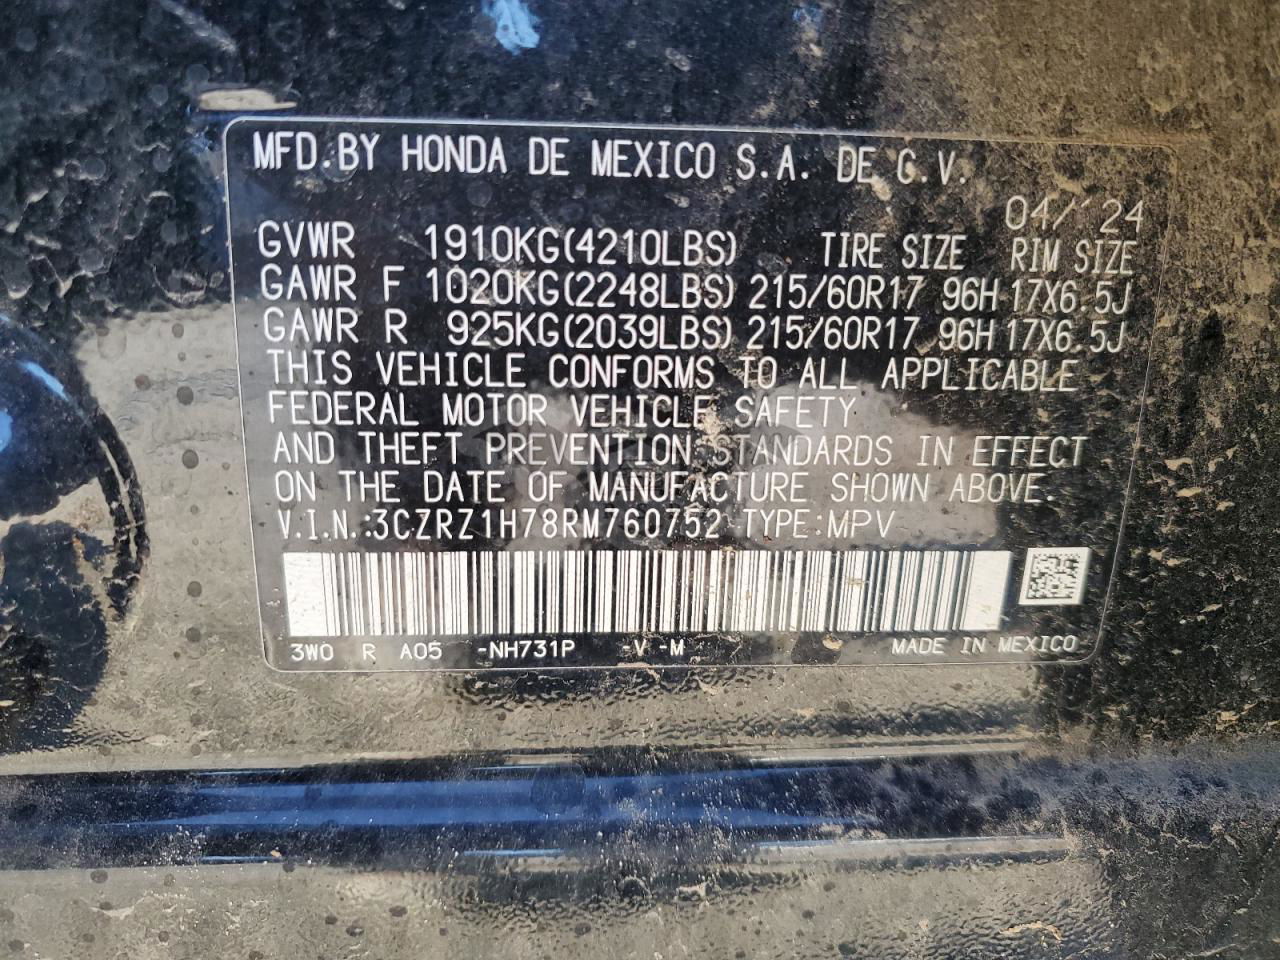 MFD.BY HONDA DE MEXICO S.A. DE C.V.
04/'24
GVWR 1910KG(4210LBS) TIRE SIZE RIM SIZE
GAWR F 1020KG(2248LBS) 215/60R17 96H 17X6.5J
GAWR R 925KG(2039LBS) 215/60R17 96H 17X6.5J
THIS VEHICLE CONFORMS TO ALL APPLICABLE
FEDERAL MOTOR VEHICLE SAFETY
AND THEFT PREVENTION STANDARDS IN EFFECT
ON THE DATE OF MANUFACTURE SHOWN ABOVE.
V.I.N.:3CZRZ1H78RM760752 TYPE:MPV
3W0 R A05 -NH731P -V -M MADE IN MEXICO